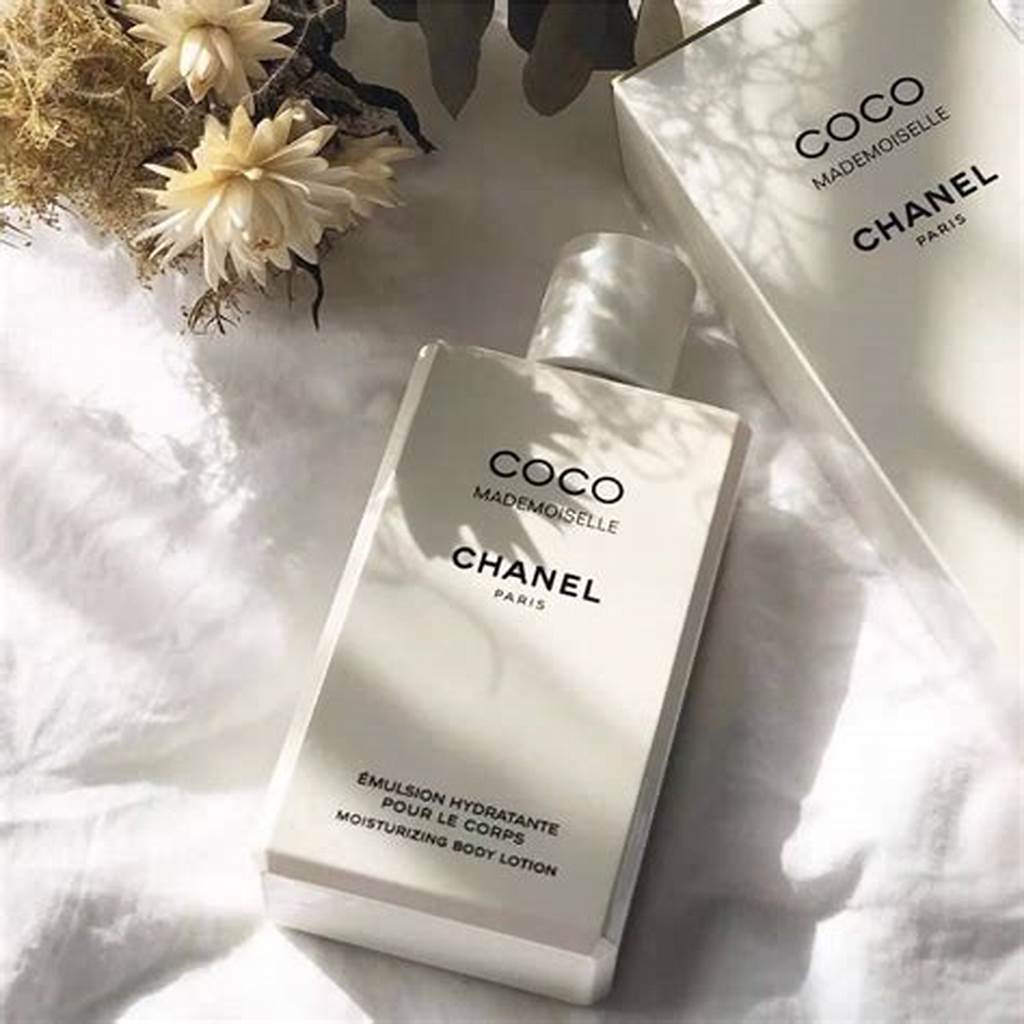 COCO
MADEMOISELLE
CHANEL
PARIS
COCO
MADEMOISELLE
CHANEL
PARIS
ÉMULSION HYDRATANTE
POUR LE CORPS
MOISTURIZING BODY LOTION